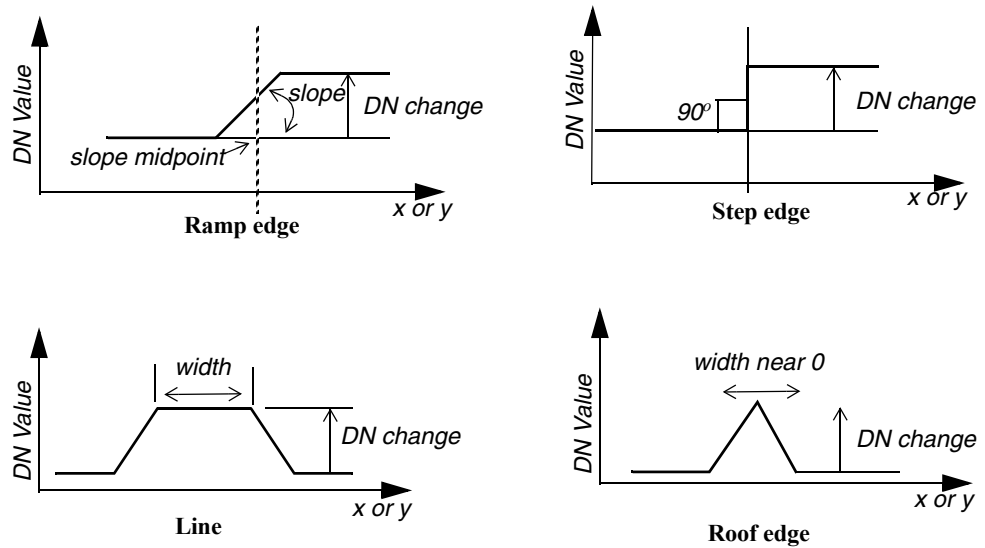 DN Value
slope
DN change
slope midpoint
x or y
Ramp edge
DN Value
90º
DN change
x or y
Step edge
DN Value
width
DN change
x or y
Line
DN Value
width near 0
DN change
x or y
Roof edge